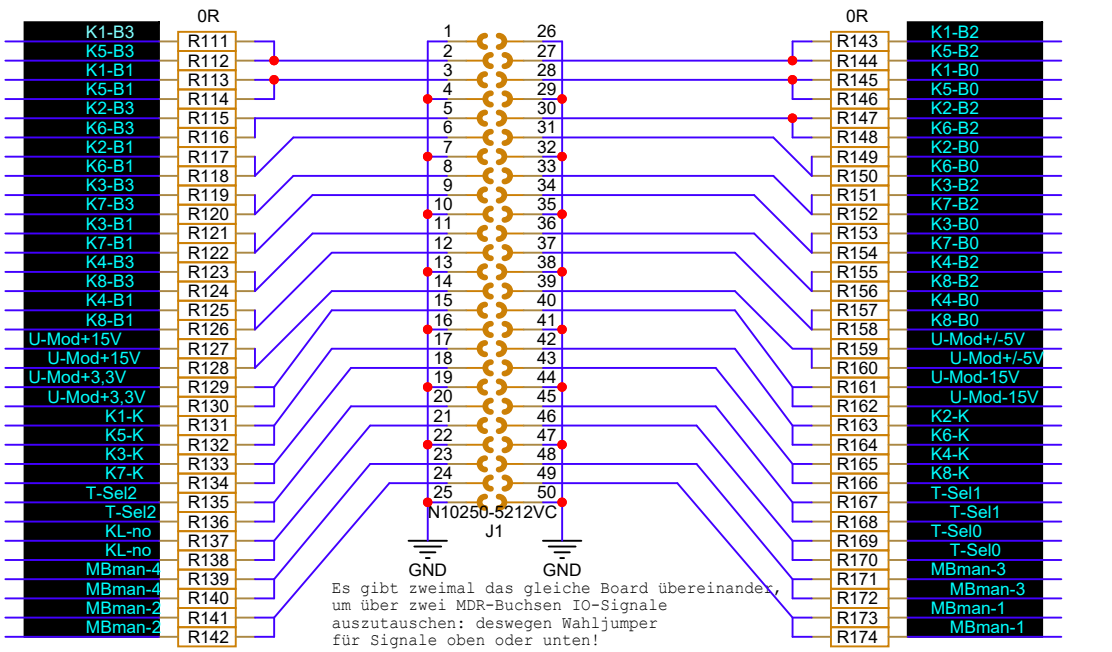 0R 0R
K1-B3 R111 1 26 R143 K1-B2
K5-B3 R112 2 27 R144 K5-B2
K1-B1 R113 3 28 R145 K1-B0
K5-B1 R114 4 29 R146 K5-B0
K2-B3 R115 5 30 R147 K2-B2
K6-B3 R116 6 31 R148 K6-B2
K2-B1 R117 7 32 R149 K2-B0
K6-B1 R118 8 33 R150 K6-B0
K3-B3 R119 9 34 R151 K3-B2
K7-B3 R120 10 35 R152 K7-B2
K3-B1 R121 11 36 R153 K3-B0
K7-B1 R122 12 37 R154 K7-B0
K4-B3 R123 13 38 R155 K4-B2
K8-B3 R124 14 39 R156 K8-B2
K4-B1 R125 15 40 R157 K4-B0
K8-B1 R126 16 41 R158 K8-B0
U-Mod+15V R127 17 42 R159 U-Mod+/-5V
U-Mod+15V R128 18 43 R160 U-Mod+/-5V
U-Mod+3,3V R129 19 44 R161 U-Mod-15V
U-Mod+3,3V R130 20 45 R162 U-Mod-15V
K1-K R131 21 46 R163 K2-K
K5-K R132 22 47 R164 K6-K
K3-K R133 23 48 R165 K4-K
K7-K R134 24 49 R166 K8-K
T-Sel2 R135 25 50 R167 T-Sel1
T-Sel2 R136 N10250-5212VC R168 T-Sel1
KL-no R137 J1 R169 T-Sel0
KL-no R138 R170 T-Sel0
MBman-4 R139 GND GND R171 MBman-3
MBman-4 R140 R172 MBman-3
MBman-2 R141 R173 MBman-1
MBman-2 R142 R174 MBman-1
Es gibt zweimal das gleiche Board übereinander,
um über zwei MDR-Buchsen IO-Signale
auszutauschen: deswegen Wahljumper
für Signale oben oder unten!